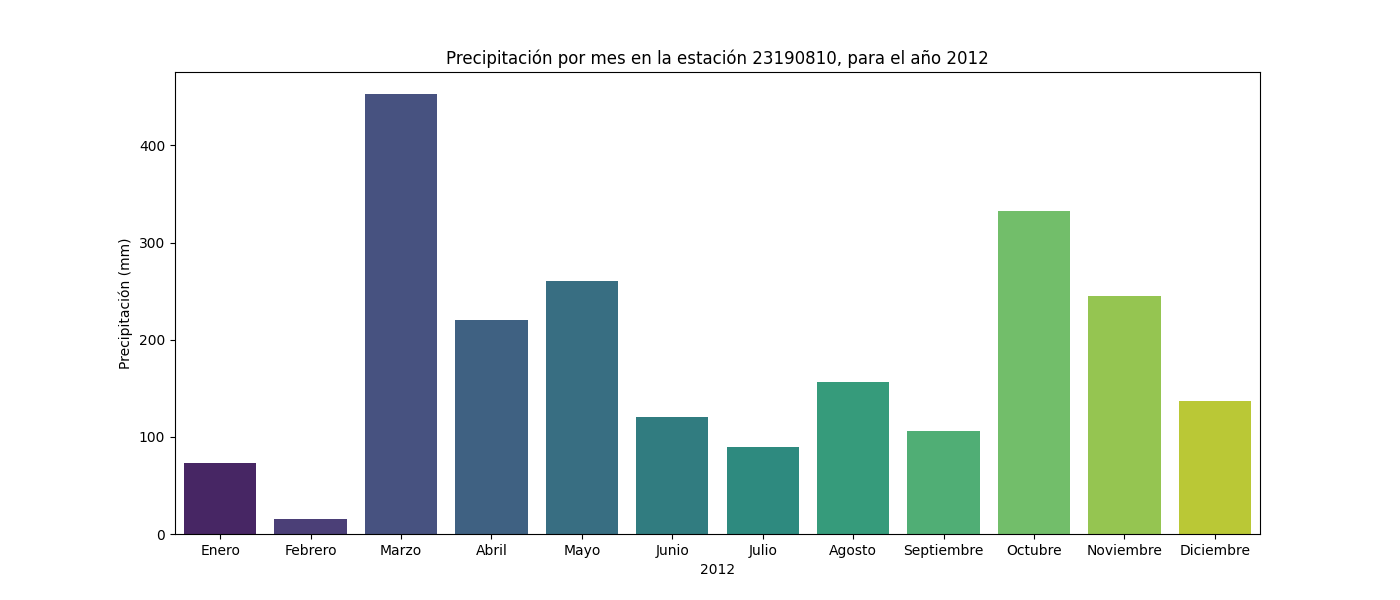 Precipitación por mes en la estación 23190810, para el año 2012
Precipitación (mm)
400
300
200
100
0
Enero Febrero Marzo Abril Mayo Junio Julio Agosto Septiembre Octubre Noviembre Diciembre
2012